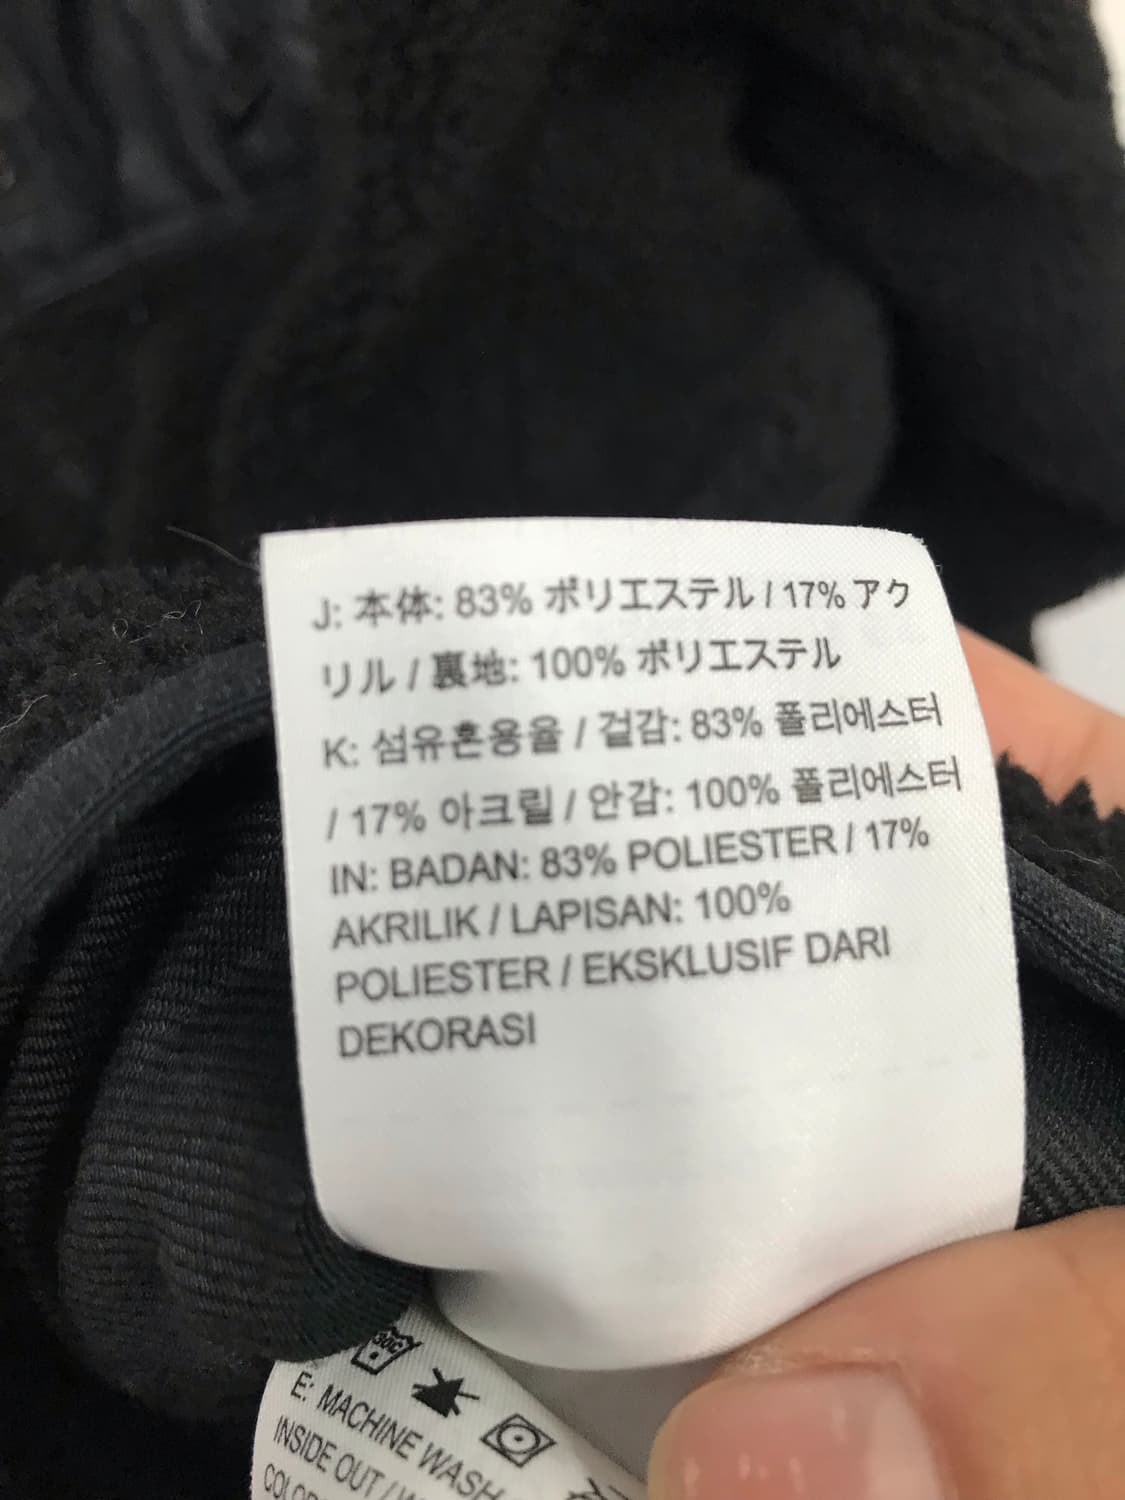 J: 本体: 83% ポリエステル / 17% アク
リル / 裏地: 100% ポリエステル
K: 섬유혼용율 / 겉감: 83% 폴리에스터
/ 17% 아크릴 / 안감: 100% 폴리에스터
IN: BADAN: 83% POLIESTER / 17%
AKRILIK / LAPISAN: 100%
POLIESTER / EKSKLUSIF DARI
DEKORASI
30C
E: MACHINE WASH
INSIDE OUT /